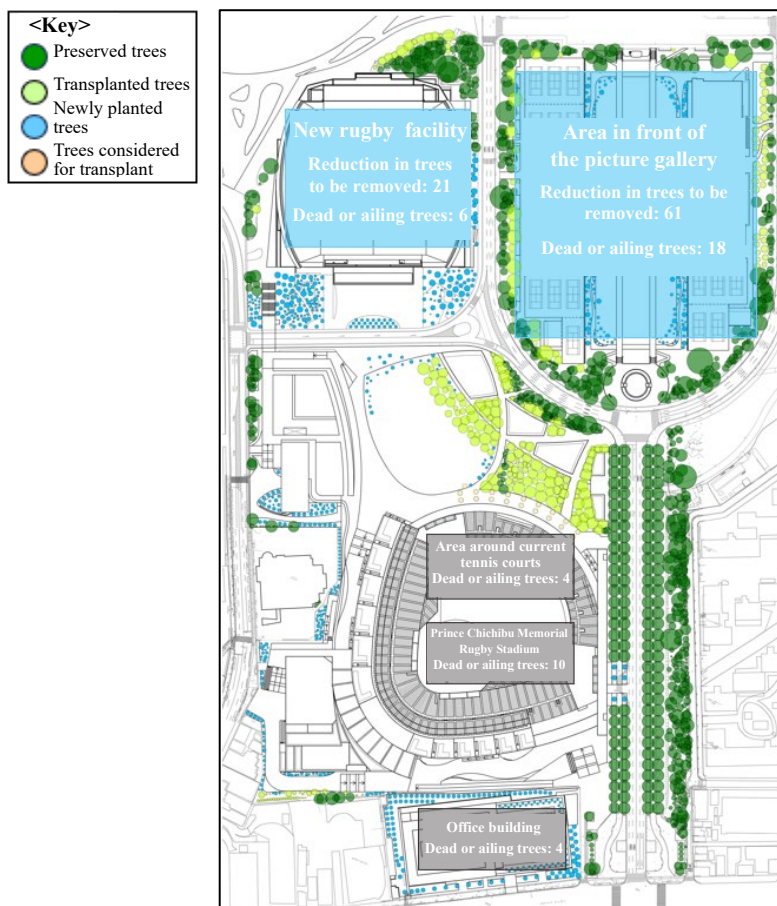 <Key>
Preserved trees
Transplanted trees
Newly planted
trees
Trees considered
for transplant
New rugby facility
Reduction in trees
to be removed: 21
Dead or ailing trees: 6
Area in front of
the picture gallery
Reduction in trees to be
removed: 61
Dead or ailing trees: 18
Area around current
tennis courts
Dead or ailing trees: 4
Prince Chichibu Memorial
Rugby Stadium
Dead or ailing trees: 10
Office building
Dead or ailing trees: 4